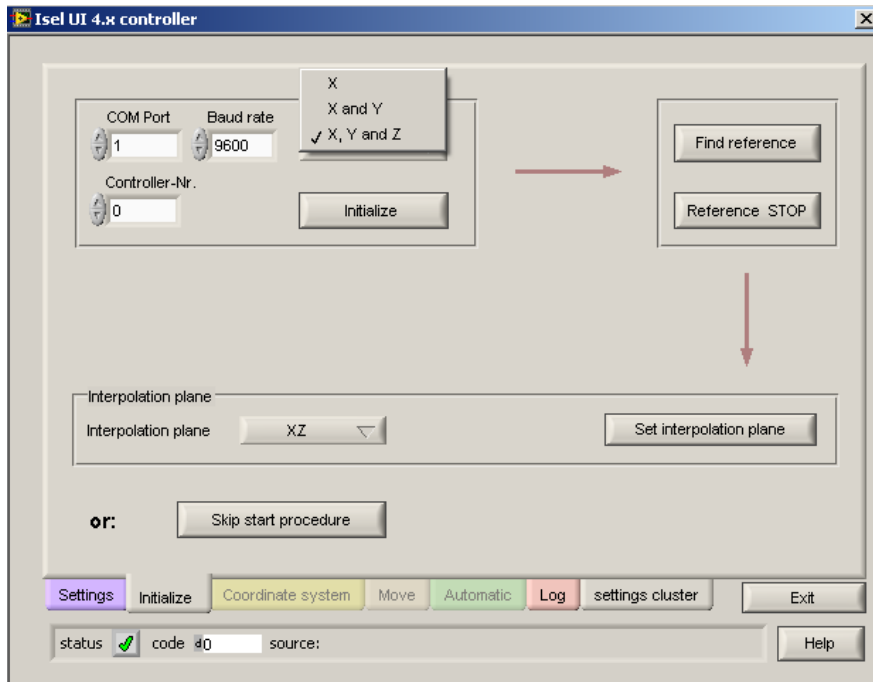 Isel UI 4.x controller
X
X and Y
X, Y and Z
COM Port
Baud rate
1
9600
Controller-Nr.
0
Initialize
Find reference
Reference STOP
Interpolation plane
Interpolation plane
XZ
Set interpolation plane
or:
Skip start procedure
Settings
Initialize
Coordinate system
Move
Automatic
Log
settings cluster
Exit
status
code
d0
source:
Help